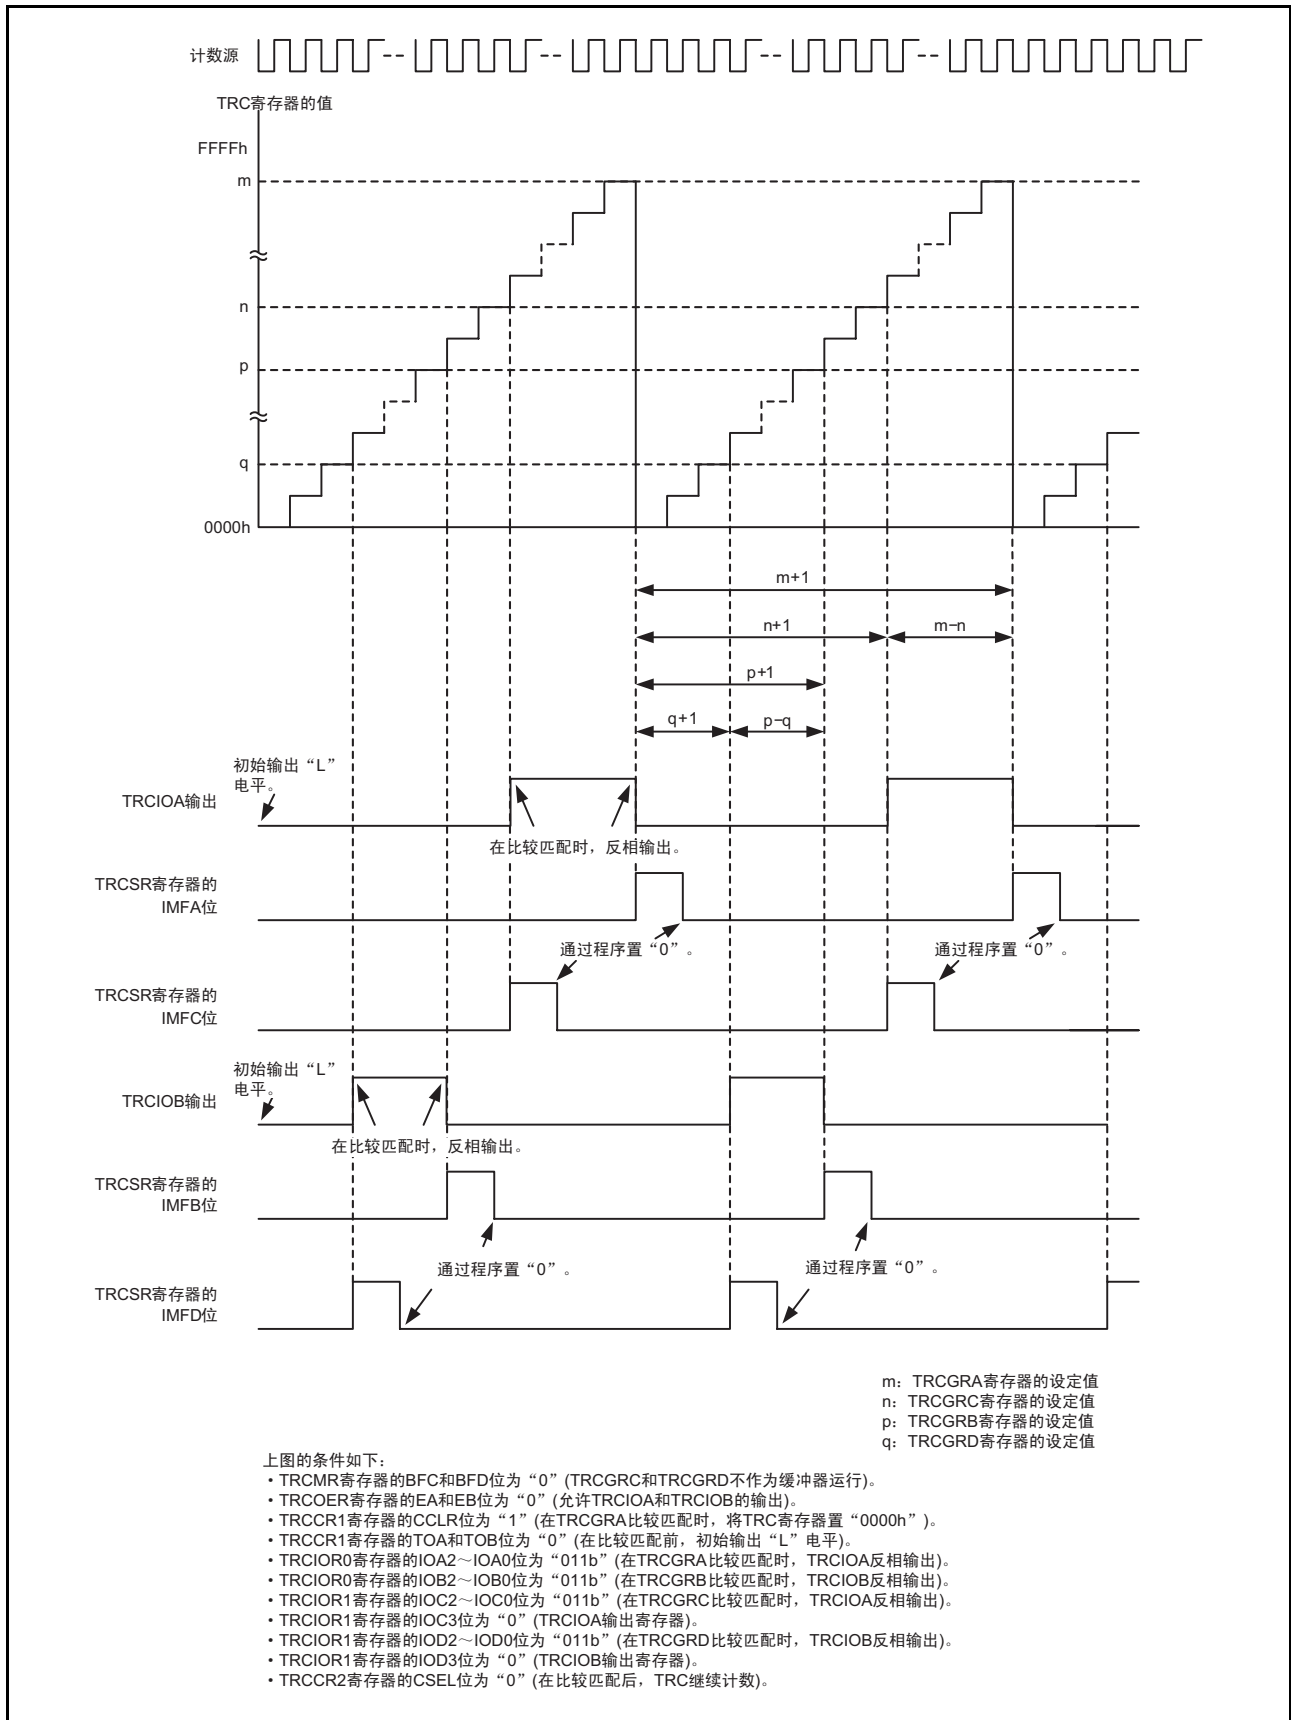 计数源
TRC寄存器的值
FFFFh
m
n
p
q
0000h
m+1
n+1
m−n
p+1
q+1
p−q
初始输出“L”
电平。
TRCIOA输出
在比较匹配时，反相输出。
TRCSR寄存器的
IMFA位
通过程序置“0”。
通过程序置“0”。
TRCSR寄存器的
IMFC位
初始输出“L”
电平。
TRCIOB输出
在比较匹配时，反相输出。
TRCSR寄存器的
IMFB位
通过程序置“0”。
通过程序置“0”。
TRCSR寄存器的
IMFD位
m：TRCGRA寄存器的设定值
n：TRCGRC寄存器的设定值
p：TRCGRB寄存器的设定值
q：TRCGRD寄存器的设定值
上图的条件如下：
・TRCMR寄存器的BFC和BFD位为“0”(TRCGRC和TRCGRD不作为缓冲器运行)。
・TRCOER寄存器的EA和EB位为“0”(允许TRCIOA和TRCIOB的输出)。
・TRCCR1寄存器的CCLR位为“1”(在TRCGRA比较匹配时，将TRC寄存器置“0000h”)。
・TRCCR1寄存器的TOA和TOB位为“0”(在比较匹配前，初始输出“L”电平)。
・TRCIOR0寄存器的IOA2～IOA0位为“011b”(在TRCGRA比较匹配时，TRCIOA反相输出)。
・TRCIOR0寄存器的IOB2～IOB0位为“011b”(在TRCGRB比较匹配时，TRCIOB反相输出)。
・TRCIOR1寄存器的IOC2～IOC0位为“011b”(在TRCGRC比较匹配时，TRCIOA反相输出)。
・TRCIOR1寄存器的IOC3位为“0”(TRCIOA输出寄存器)。
・TRCIOR1寄存器的IOD2～IOD0位为“011b”(在TRCGRD比较匹配时，TRCIOB反相输出)。
・TRCIOR1寄存器的IOD3位为“0”(TRCIOB输出寄存器)。
・TRCCR2寄存器的CSEL位为“0”(在比较匹配后，TRC继续计数)。